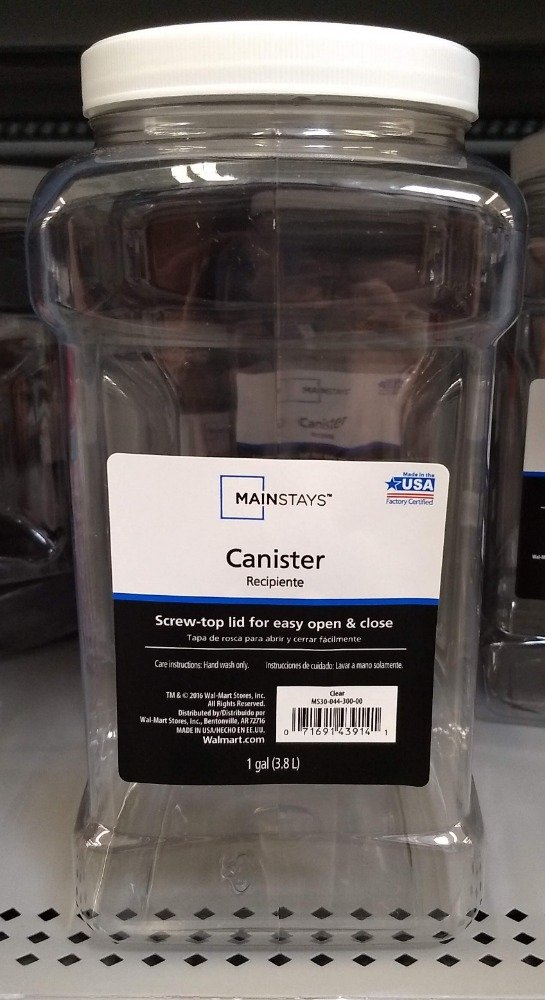 MAINSTAYS
Canister
MAINSTAYS™
Made in the
USA
Factory Certified
Canister
Recipiente
Screw-top lid for easy open & close
Tapa de rosca para abrir y cerrar fácilmente
Care instructions: Hand wash only. Instrucciones de cuidado: Lavar a mano solamente.
TM & © 2016 Wal-Mart Stores, Inc.
All Rights Reserved.
Distributed by/Distribuido por
Wal-Mart Stores, Inc., Bentonville, AR 72716
MADE IN USA/HECHO EN EE.UU.
Walmart.com
Clear
MS30-044-300-00
0 71691 43914 1
1 gal (3.8 L)